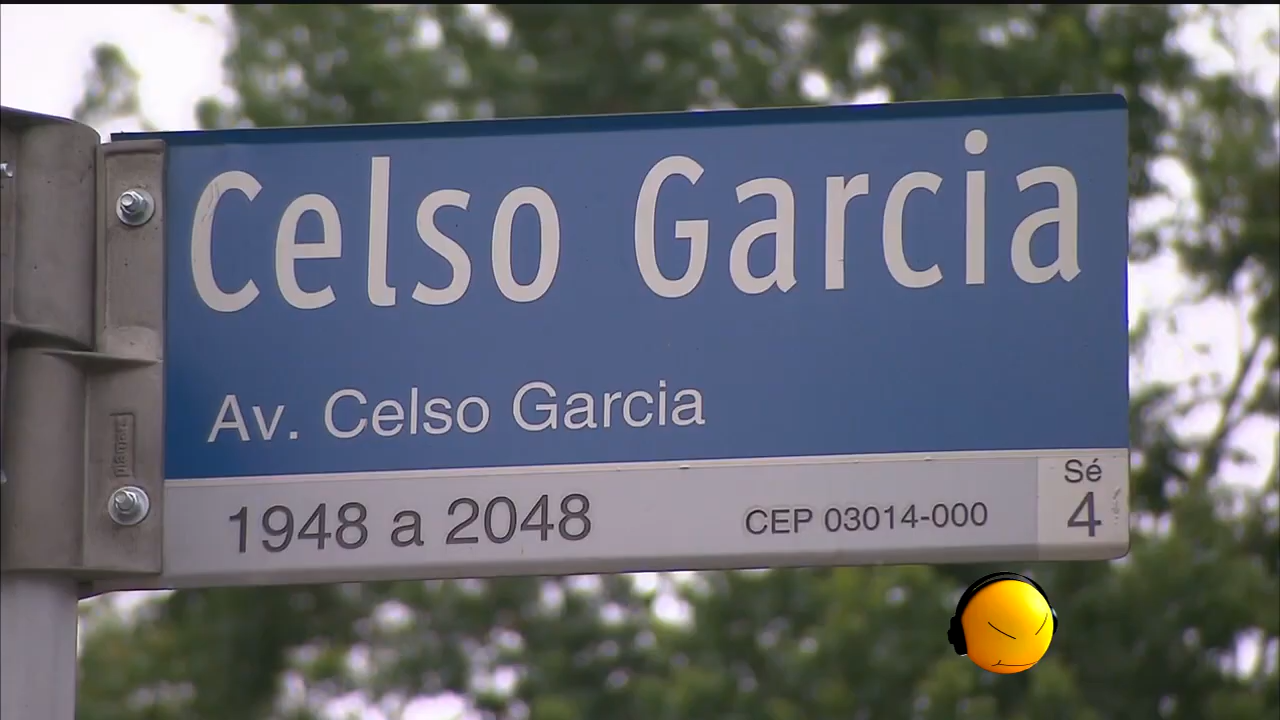 Celso Garcia
Av. Celso Garcia
1948 a 2048
CEP 03014-000
Sé
4